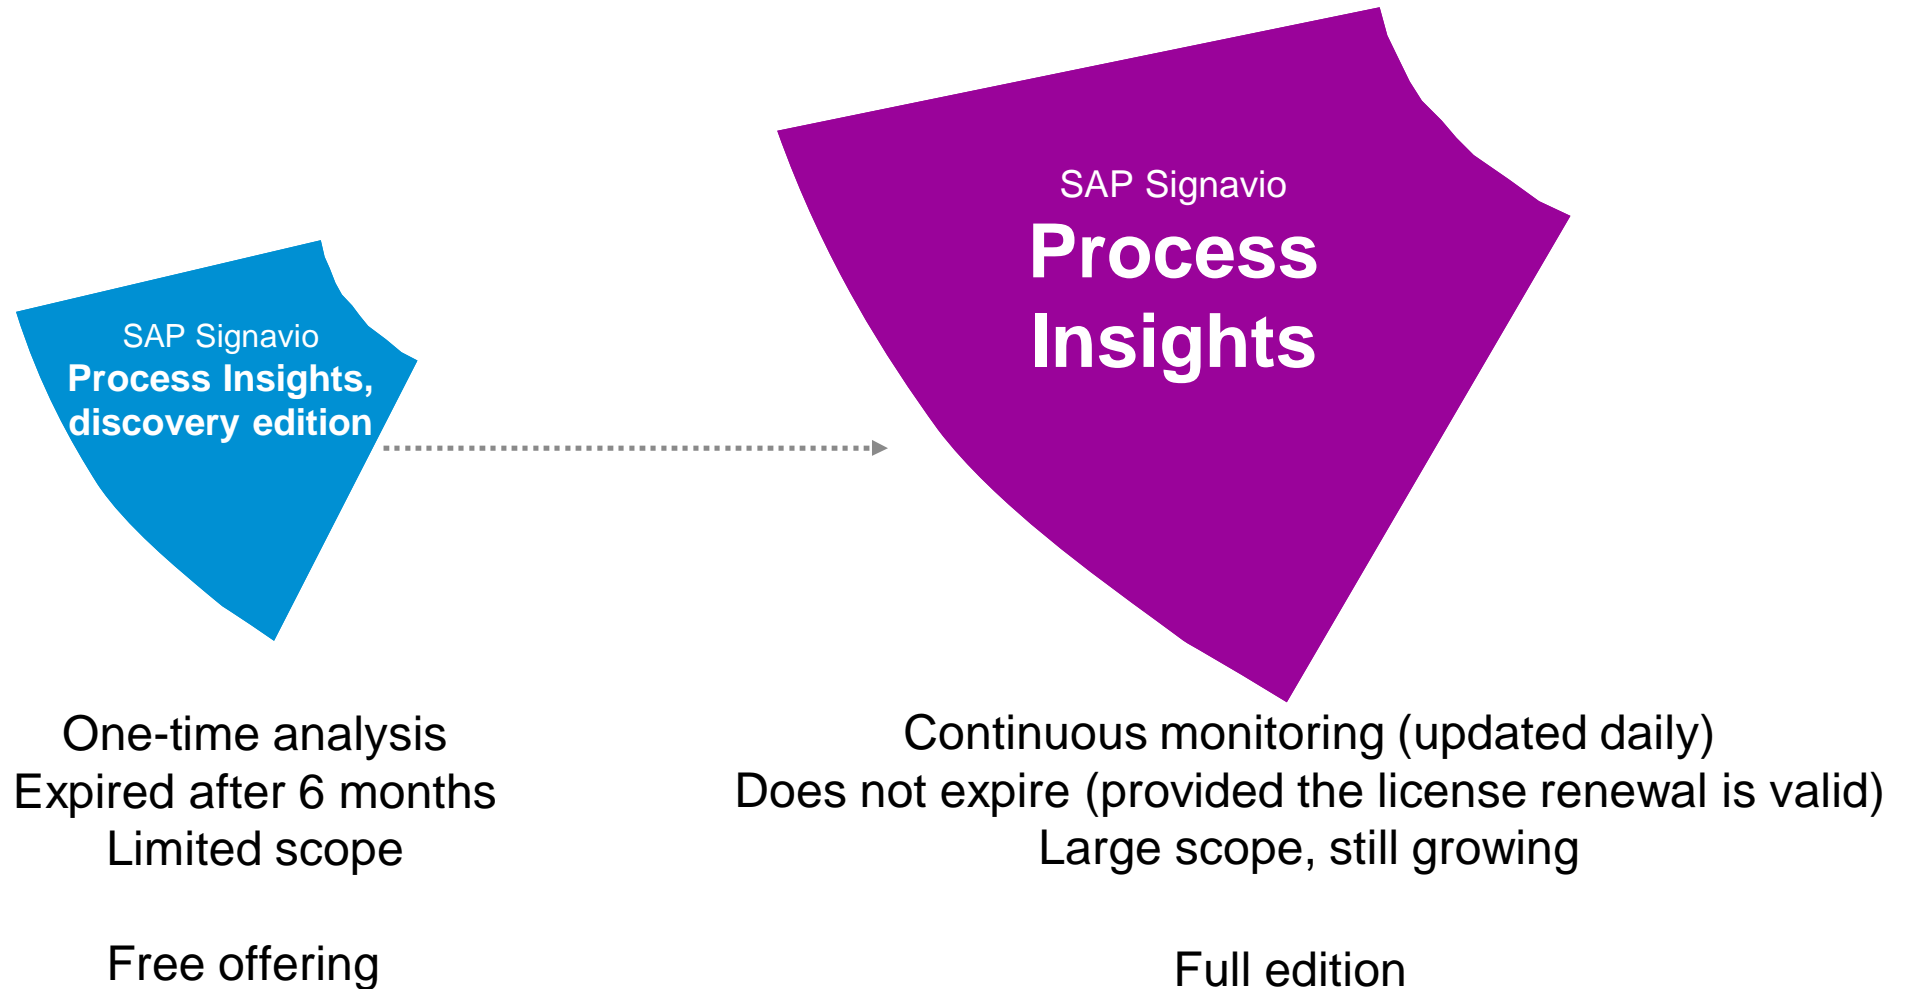 SAP Signavio
Process Insights,
discovery edition
SAP Signavio
Process
Insights
One-time analysis
Expired after 6 months
Limited scope
Free offering
Continuous monitoring (updated daily)
Does not expire (provided the license renewal is valid)
Large scope, still growing
Full edition